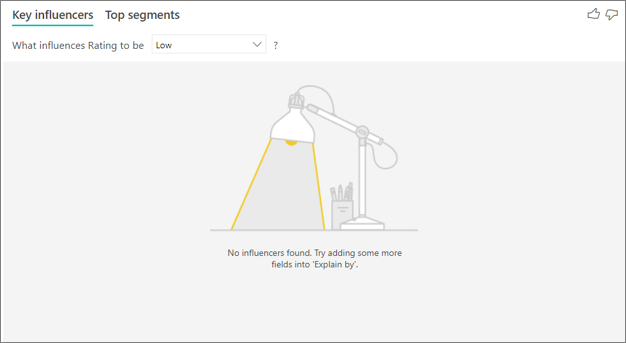 Key influencers Top segments
What influences Rating to be Low ?
No influencers found. Try adding some more
fields into 'Explain by'.